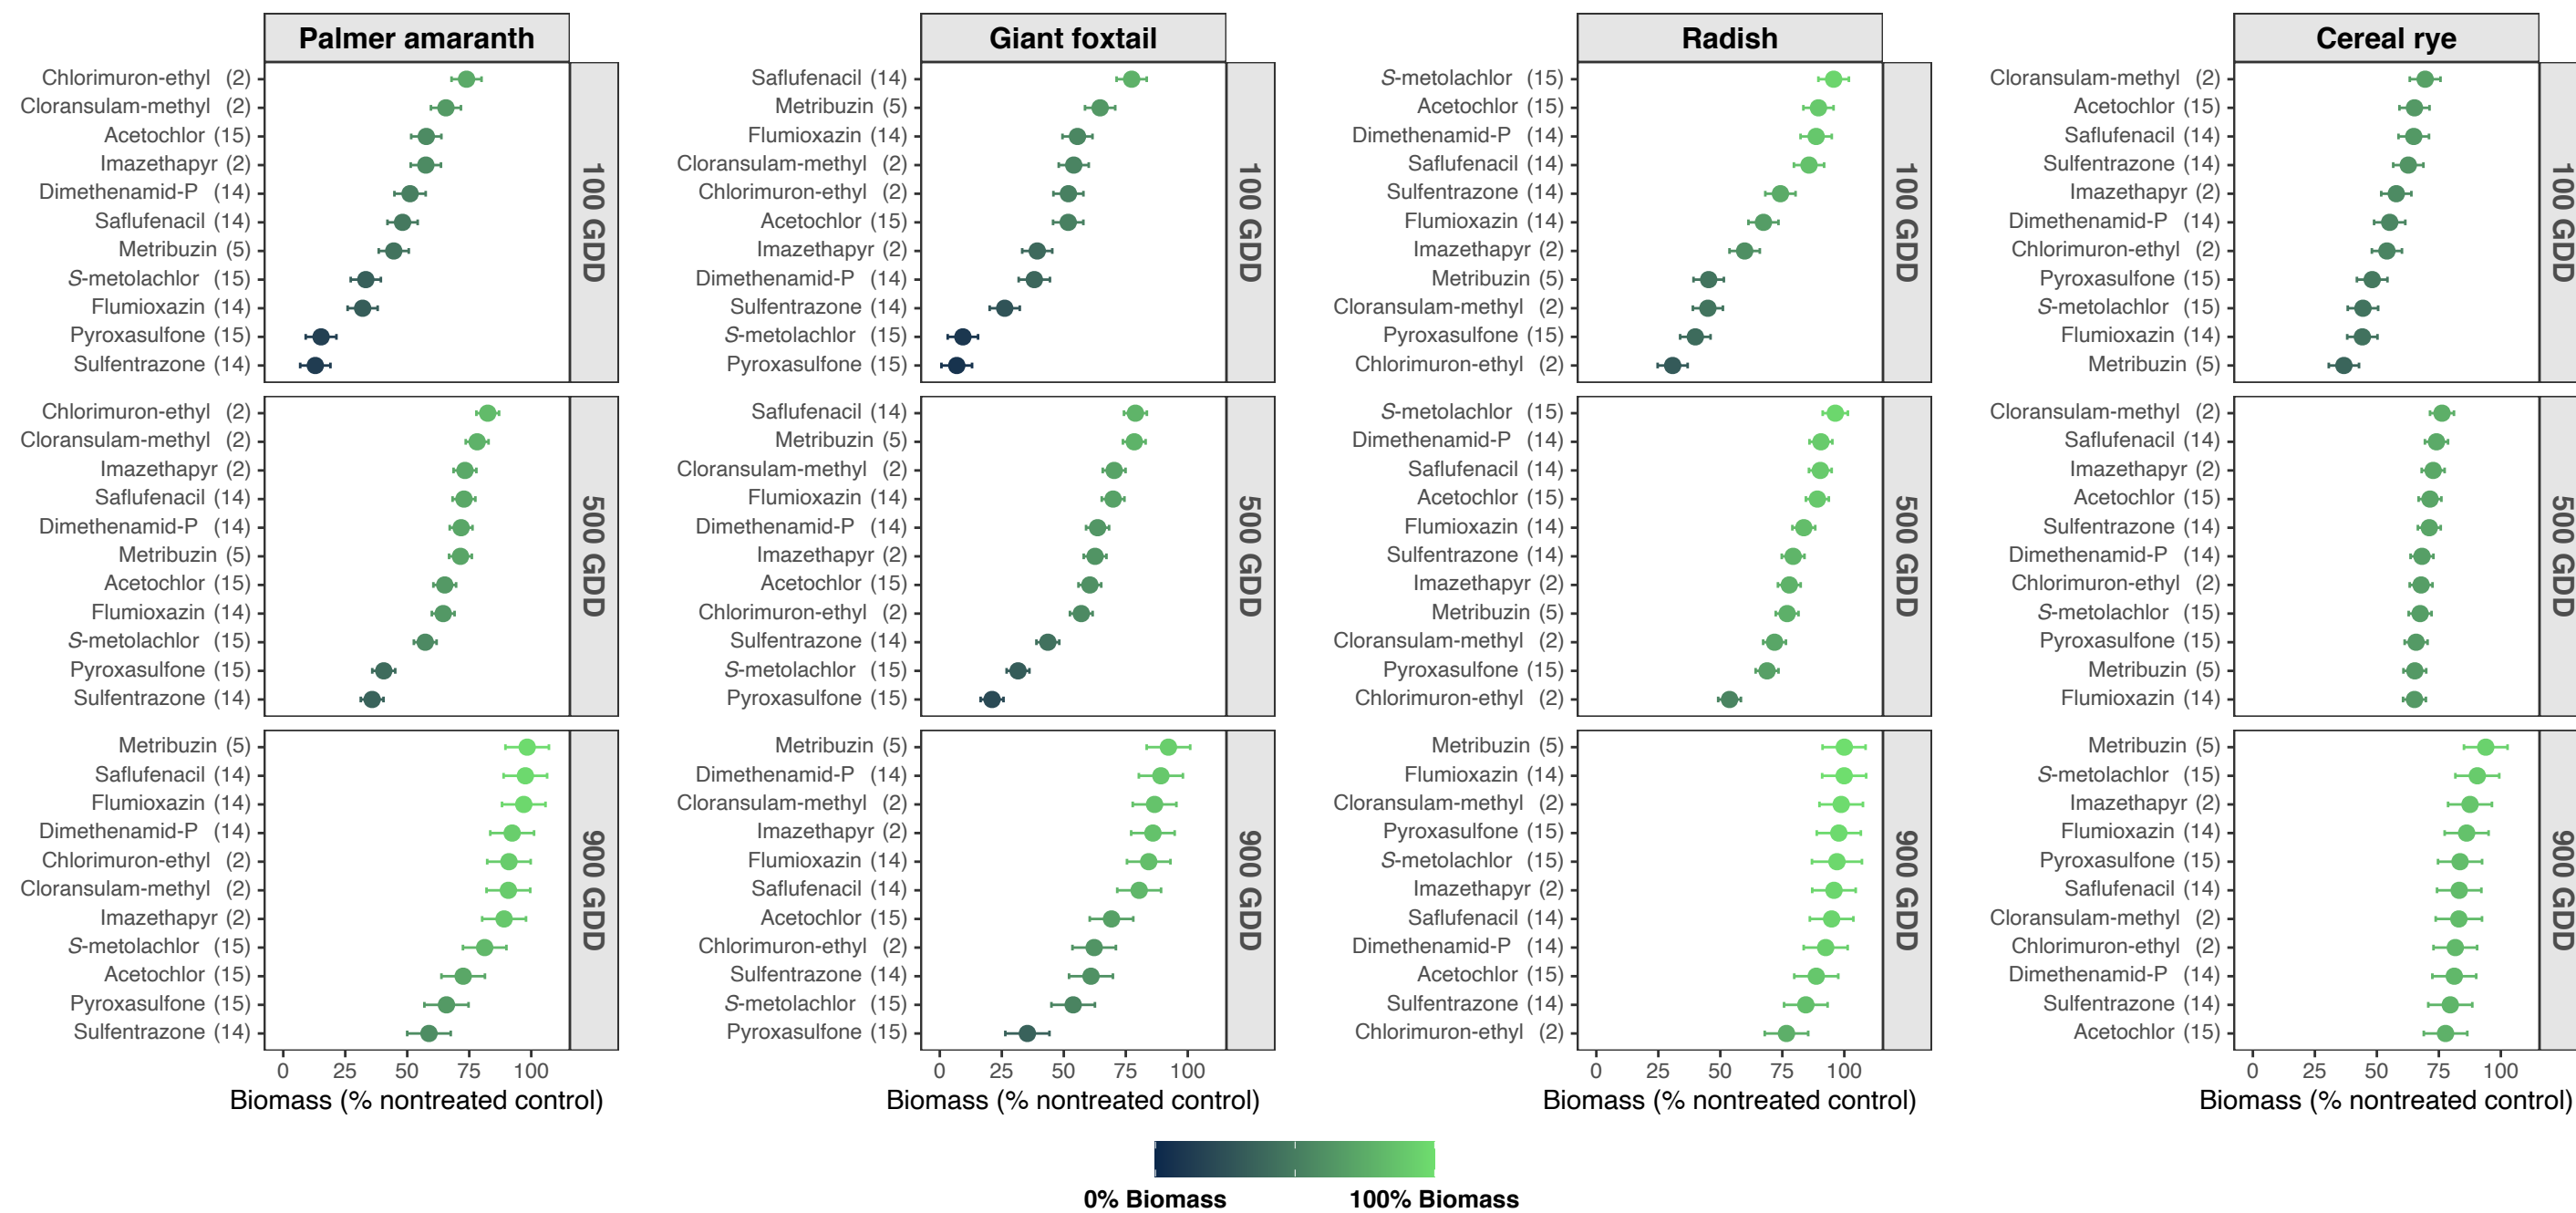 Palmer amaranth
Chlorimuron-ethyl (2)
Cloransulam-methyl (2)
Acetochlor (15)
Imazethapyr (2)
Dimethenamid-P (14)
Saflufenacil (14)
Metribuzin (5)
S-metolachlor (15)
Flumioxazin (14)
Pyroxasulfone (15)
Sulfentrazone (14)
100 GDD
Chlorimuron-ethyl (2)
Cloransulam-methyl (2)
Imazethapyr (2)
Saflufenacil (14)
Dimethenamid-P (14)
Metribuzin (5)
Acetochlor (15)
Flumioxazin (14)
S-metolachlor (15)
Pyroxasulfone (15)
Sulfentrazone (14)
500 GDD
Metribuzin (5)
Saflufenacil (14)
Flumioxazin (14)
Dimethenamid-P (14)
Chlorimuron-ethyl (2)
Cloransulam-methyl (2)
Imazethapyr (2)
S-metolachlor (15)
Acetochlor (15)
Pyroxasulfone (15)
Sulfentrazone (14)
900 GDD
0 25 50 75 100
Biomass (% nontreated control)
Giant foxtail
Saflufenacil (14)
Metribuzin (5)
Flumioxazin (14)
Cloransulam-methyl (2)
Chlorimuron-ethyl (2)
Acetochlor (15)
Imazethapyr (2)
Dimethenamid-P (14)
Sulfentrazone (14)
S-metolachlor (15)
Pyroxasulfone (15)
100 GDD
Saflufenacil (14)
Metribuzin (5)
Cloransulam-methyl (2)
Flumioxazin (14)
Dimethenamid-P (14)
Imazethapyr (2)
Acetochlor (15)
Chlorimuron-ethyl (2)
Sulfentrazone (14)
S-metolachlor (15)
Pyroxasulfone (15)
500 GDD
Metribuzin (5)
Dimethenamid-P (14)
Cloransulam-methyl (2)
Imazethapyr (2)
Flumioxazin (14)
Saflufenacil (14)
Acetochlor (15)
Chlorimuron-ethyl (2)
Sulfentrazone (14)
S-metolachlor (15)
Pyroxasulfone (15)
900 GDD
0 25 50 75 100
Biomass (% nontreated control)
Radish
S-metolachlor (15)
Acetochlor (15)
Dimethenamid-P (14)
Saflufenacil (14)
Sulfentrazone (14)
Flumioxazin (14)
Imazethapyr (2)
Metribuzin (5)
Cloransulam-methyl (2)
Pyroxasulfone (15)
Chlorimuron-ethyl (2)
100 GDD
S-metolachlor (15)
Dimethenamid-P (14)
Saflufenacil (14)
Acetochlor (15)
Flumioxazin (14)
Sulfentrazone (14)
Imazethapyr (2)
Metribuzin (5)
Cloransulam-methyl (2)
Pyroxasulfone (15)
Chlorimuron-ethyl (2)
500 GDD
Metribuzin (5)
Flumioxazin (14)
Cloransulam-methyl (2)
Pyroxasulfone (15)
S-metolachlor (15)
Imazethapyr (2)
Saflufenacil (14)
Dimethenamid-P (14)
Acetochlor (15)
Sulfentrazone (14)
Chlorimuron-ethyl (2)
900 GDD
0 25 50 75 100
Biomass (% nontreated control)
Cereal rye
Cloransulam-methyl (2)
Acetochlor (15)
Saflufenacil (14)
Sulfentrazone (14)
Imazethapyr (2)
Dimethenamid-P (14)
Chlorimuron-ethyl (2)
Pyroxasulfone (15)
S-metolachlor (15)
Flumioxazin (14)
Metribuzin (5)
100 GDD
Cloransulam-methyl (2)
Saflufenacil (14)
Imazethapyr (2)
Acetochlor (15)
Sulfentrazone (14)
Dimethenamid-P (14)
Chlorimuron-ethyl (2)
S-metolachlor (15)
Pyroxasulfone (15)
Metribuzin (5)
Flumioxazin (14)
500 GDD
Metribuzin (5)
S-metolachlor (15)
Imazethapyr (2)
Flumioxazin (14)
Pyroxasulfone (15)
Saflufenacil (14)
Cloransulam-methyl (2)
Chlorimuron-ethyl (2)
Dimethenamid-P (14)
Sulfentrazone (14)
Acetochlor (15)
900 GDD
0 25 50 75 100
Biomass (% nontreated control)
0% Biomass 100% Biomass